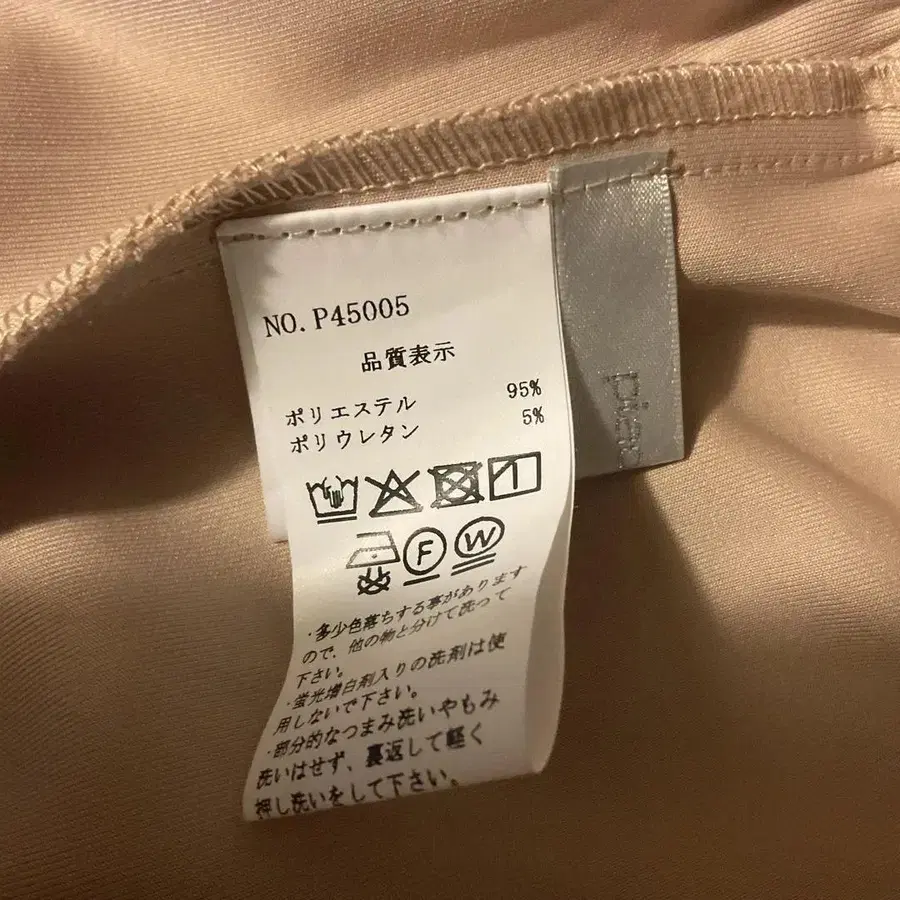 NO. P45005
品質表示
ポリエステル 95%
ポリウレタン 5%
F W
・多少色落ちする事があります
ので、他の物と分けて洗って
下さい。
・蛍光増白剤入りの洗剤は使
用しないで下さい。
・部分的なつまみ洗いやもみ
洗いはせず、裏返して軽く
押し洗いをして下さい。